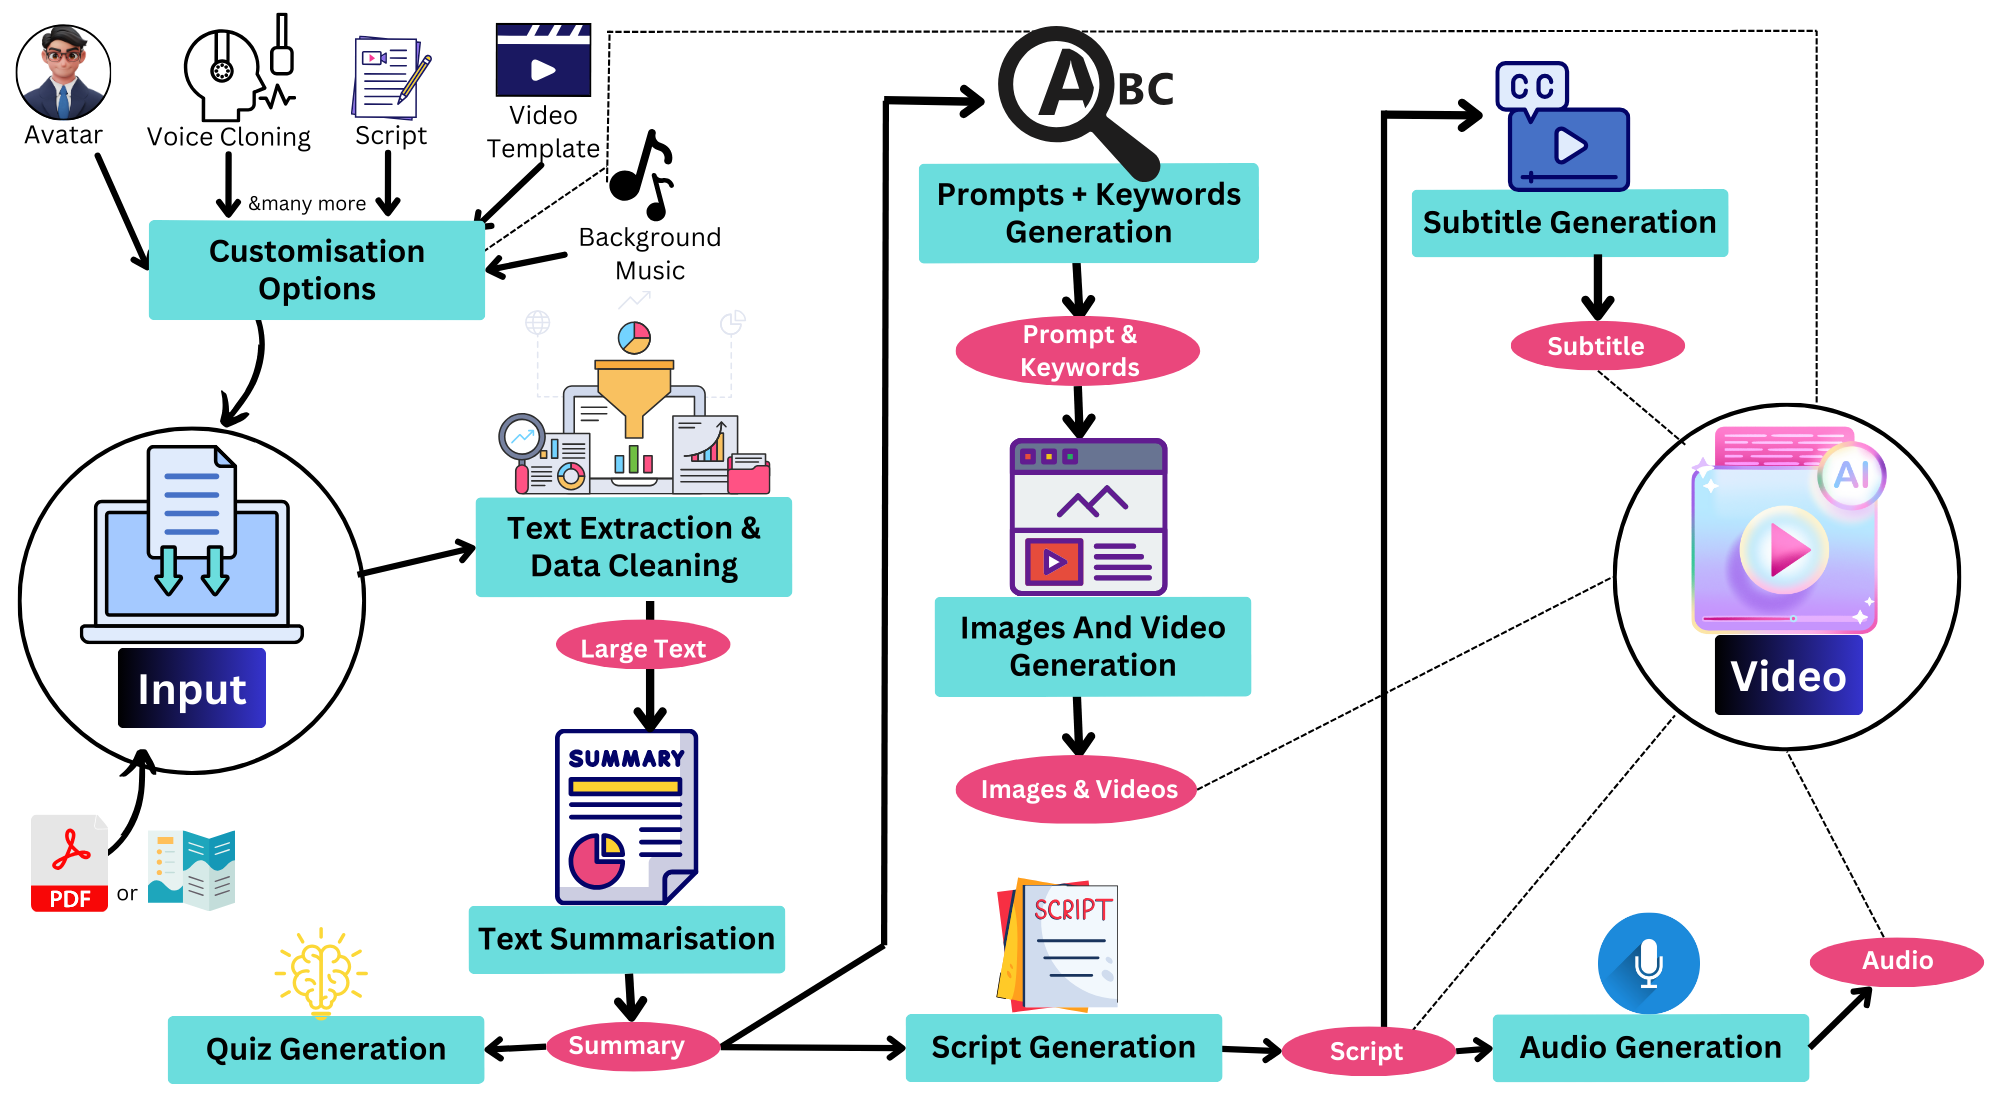 Avatar
Voice Cloning
Script
Video
Template
&many more
Background
Music
Customisation
Options
Input
PDF
or
Text Extraction &
Data Cleaning
Large Text
SUMMARY
Text Summarisation
Summary
Quiz Generation
ABC
Prompts + Keywords
Generation
Prompt &
Keywords
Images And Video
Generation
Images & Videos
SCRIPT
Script Generation
Script
CC
Subtitle Generation
Subtitle
AI
Video
Audio Generation
Audio